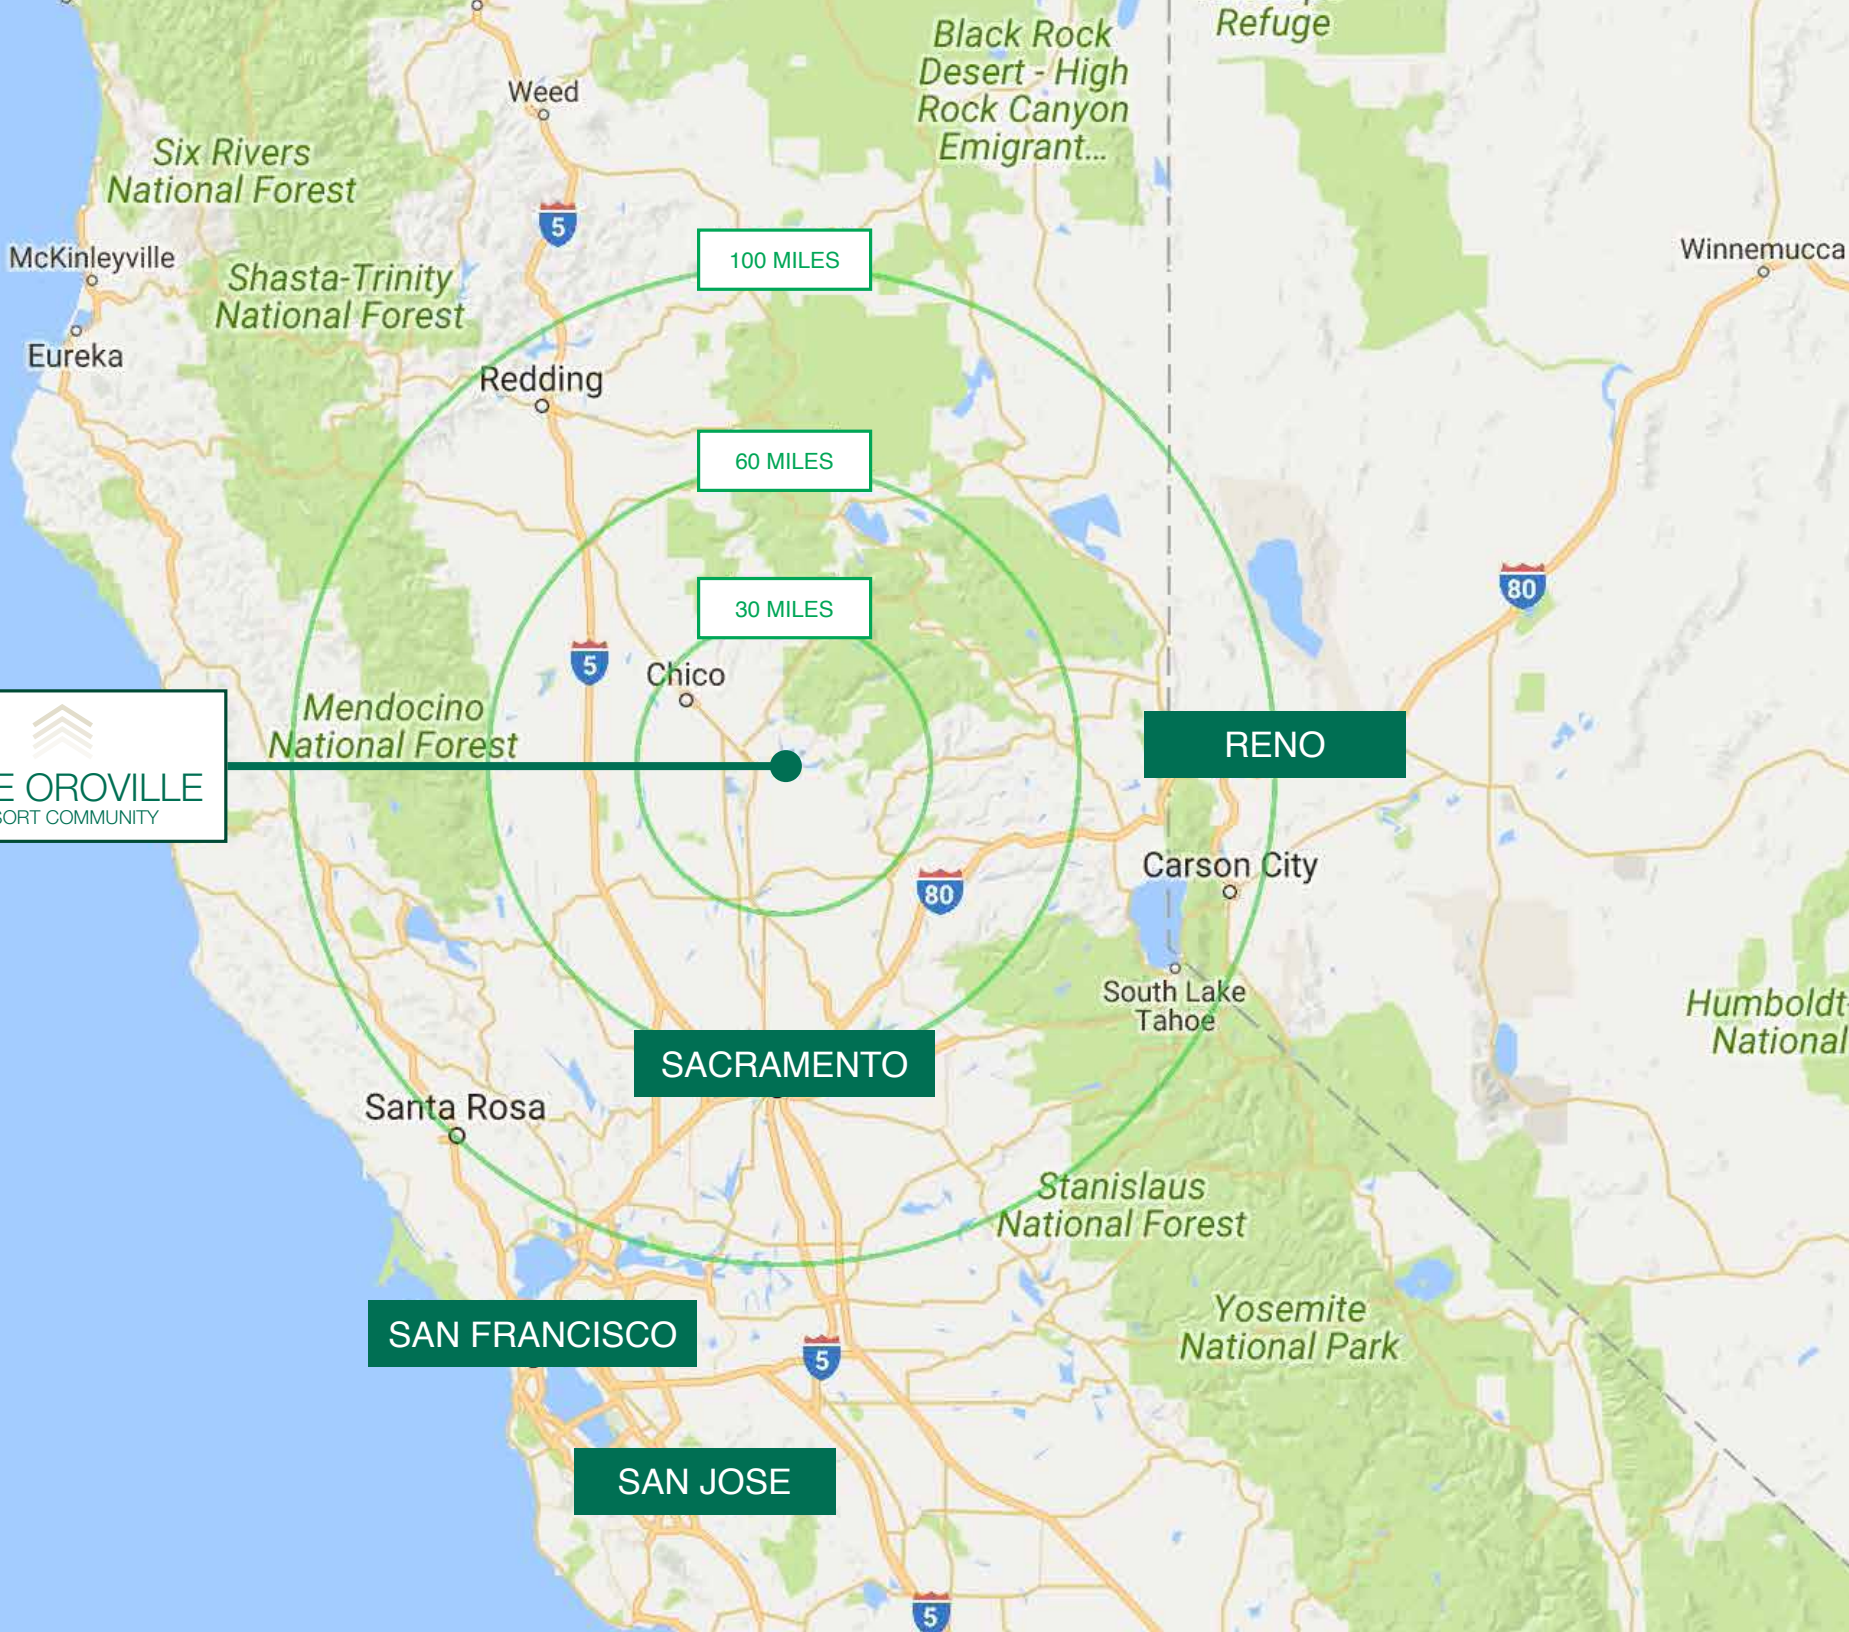 Refuge
Black Rock
Desert - High
Rock Canyon
Emigrant...
Weed
Six Rivers
National Forest
5
McKinleyville
Shasta-Trinity
National Forest
100 MILES
Winnemucca
Eureka
Redding
60 MILES
80
30 MILES
5
Chico
Mendocino
National Forest
RENO
E OROVILLE
SORT COMMUNITY
80
Carson City
South Lake
Tahoe
Humboldt-
National
SACRAMENTO
Santa Rosa
Stanislaus
National Forest
SAN FRANCISCO
5
Yosemite
National Park
SAN JOSE
5